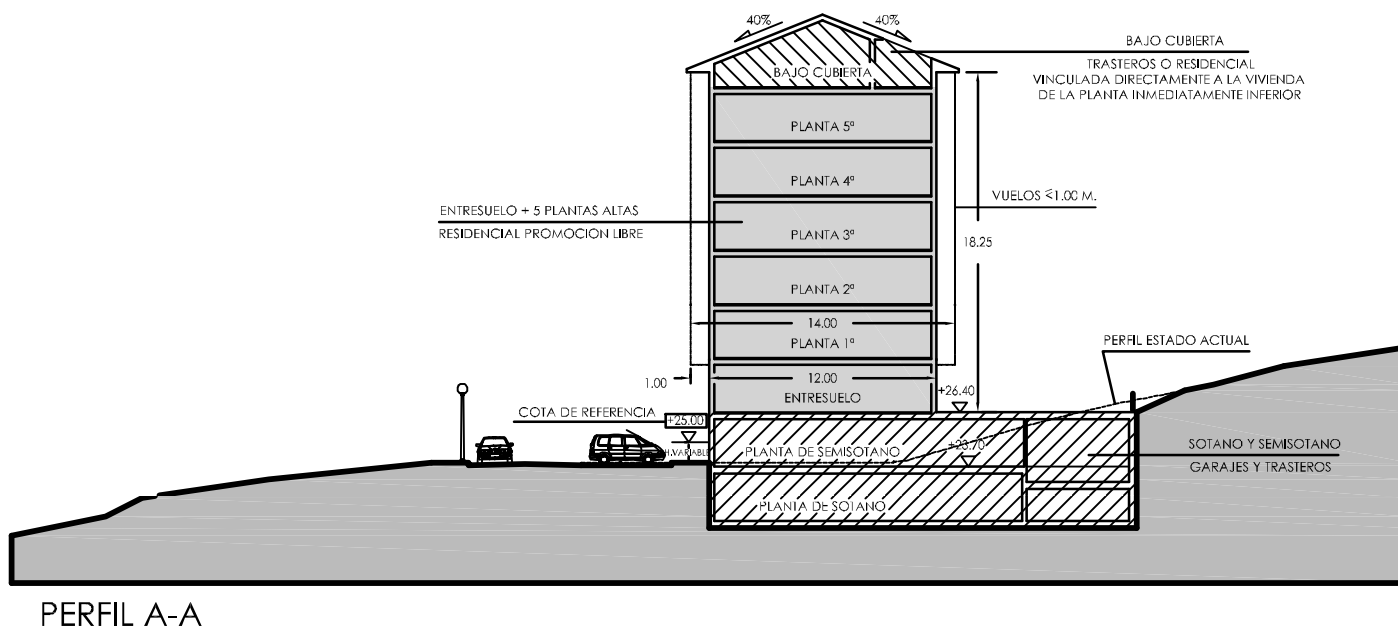 40%
40%
BAJO CUBIERTA
BAJO CUBIERTA
TRASTEROS O RESIDENCIAL
VINCULADA DIRECTAMENTE A LA VIVIENDA
DE LA PLANTA INMEDIATAMENTE INFERIOR
PLANTA 5ª
PLANTA 4ª
VUELOS ≤1.00 M.
ENTRESUELO + 5 PLANTAS ALTAS
RESIDENCIAL PROMOCION LIBRE
PLANTA 3ª
18.25
PLANTA 2ª
14.00
PLANTA 1ª
PERFIL ESTADO ACTUAL
1.00
12.00
+26.40
ENTRESUELO
COTA DE REFERENCIA
+25.00
H.VARIABLE
PLANTA DE SEMISOTANO
+23.70
SOTANO Y SEMISOTANO
GARAJES Y TRASTEROS
PLANTA DE SOTANO
PERFIL A-A